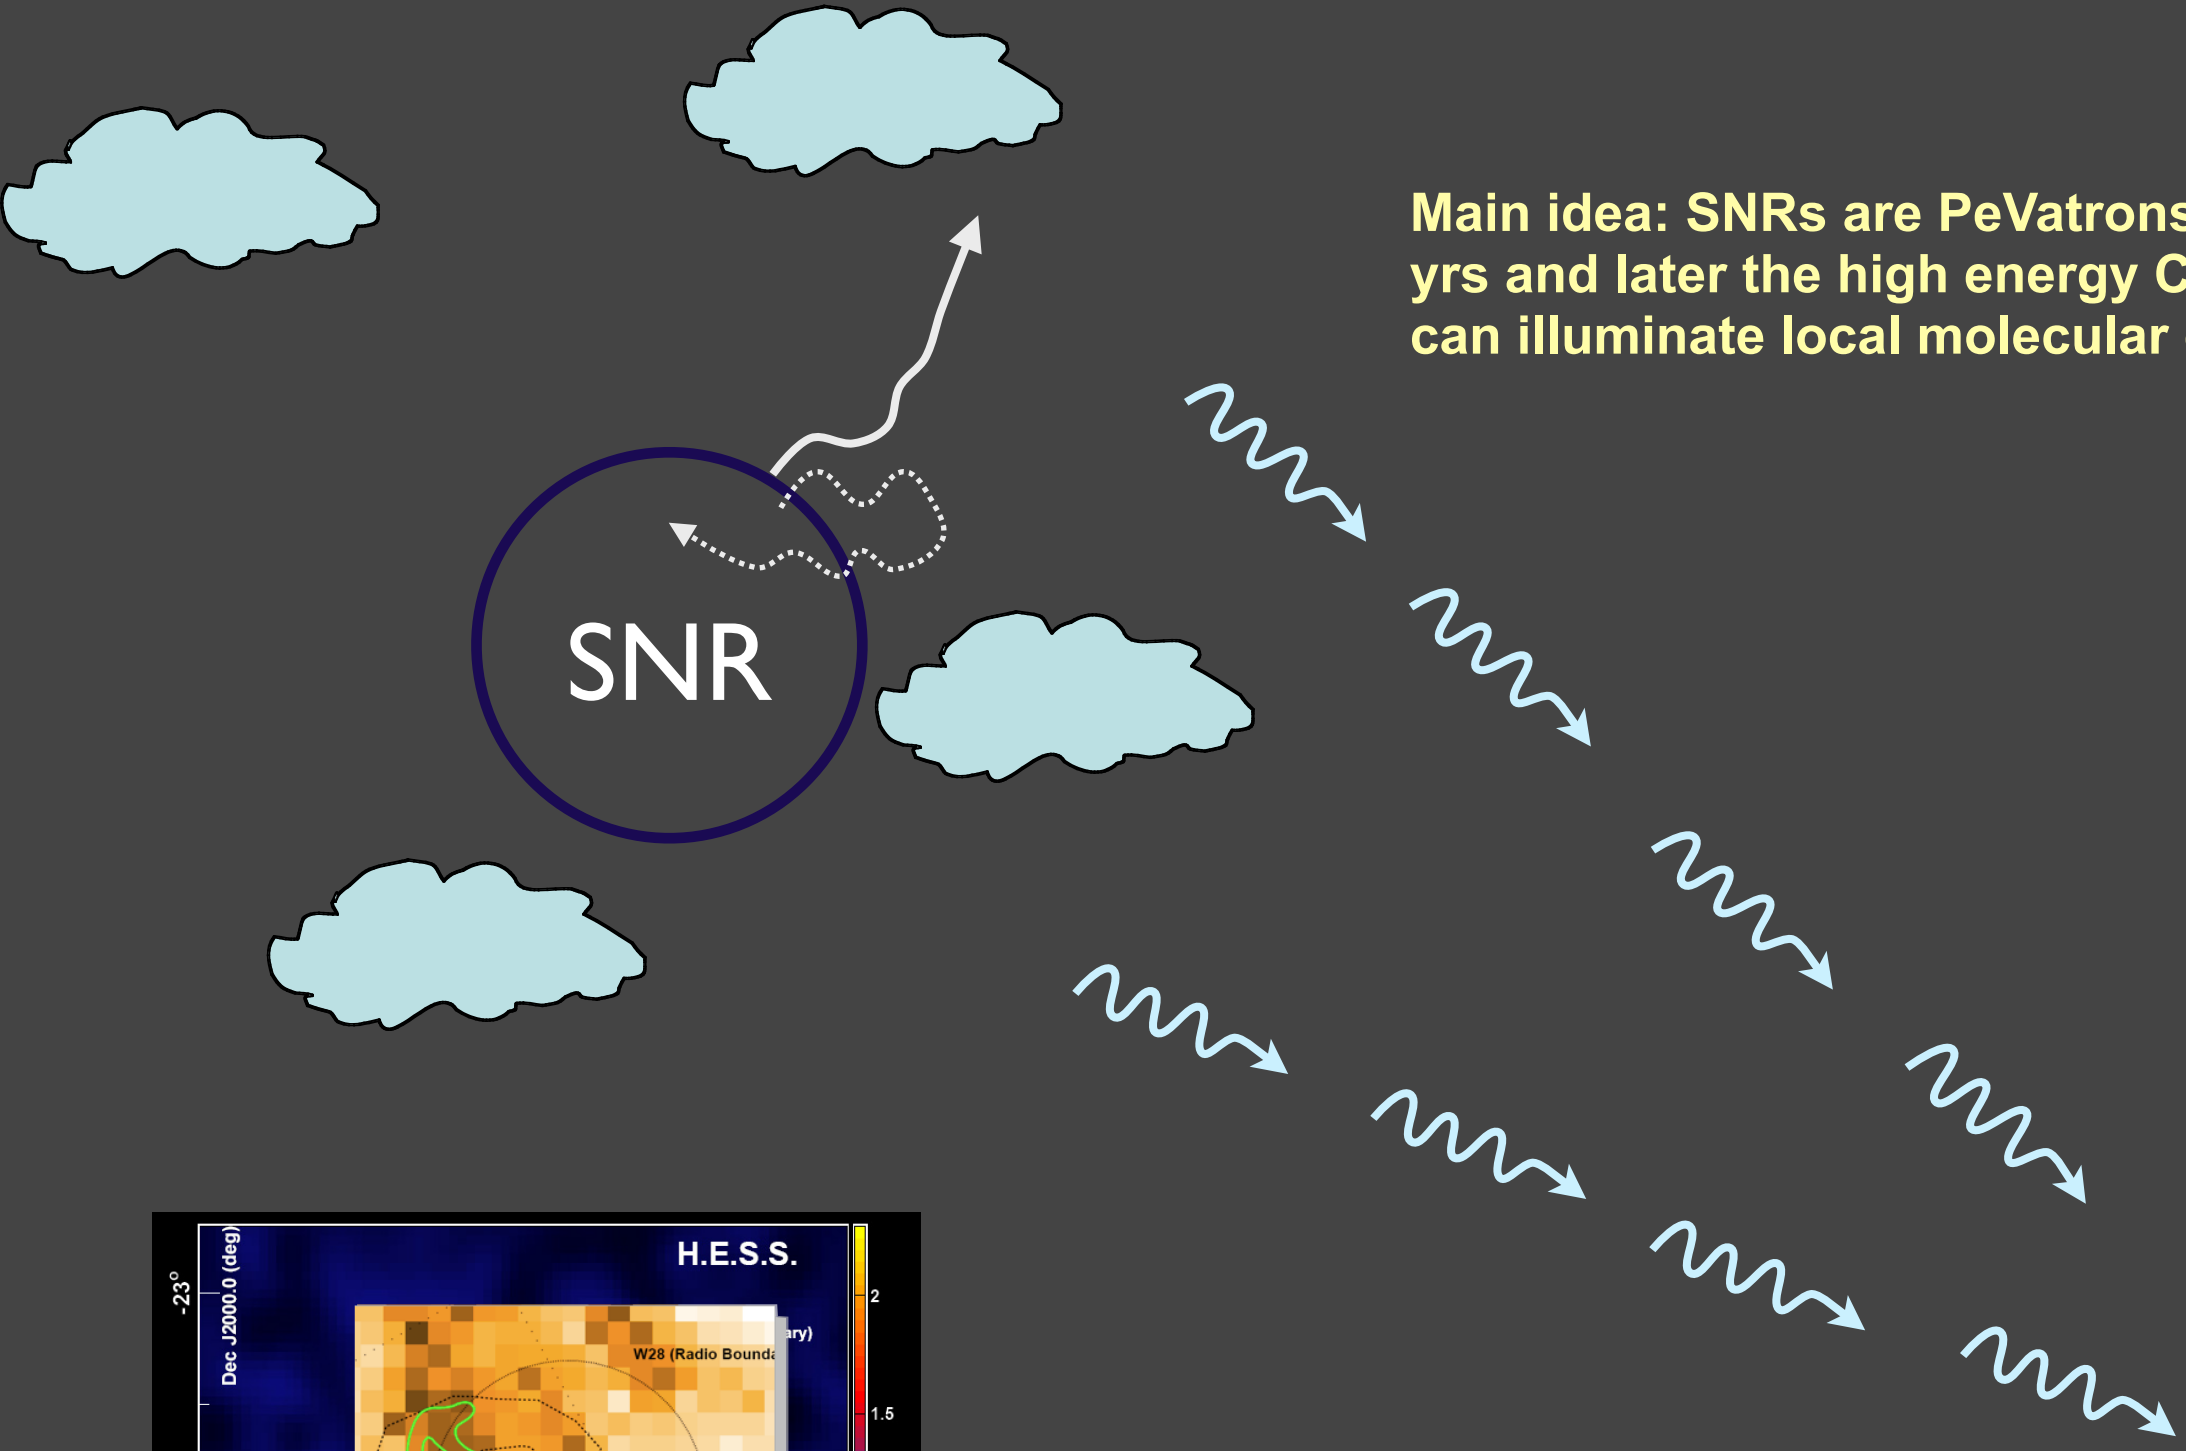 Main idea: SNRs are PeVatrons
yrs and later the high energy
can illuminate local molecular
SNR
H.E.S.S.
Dec J2000.0 (deg)
-23°
2
ary)
W28 (Radio Bounda
1.5